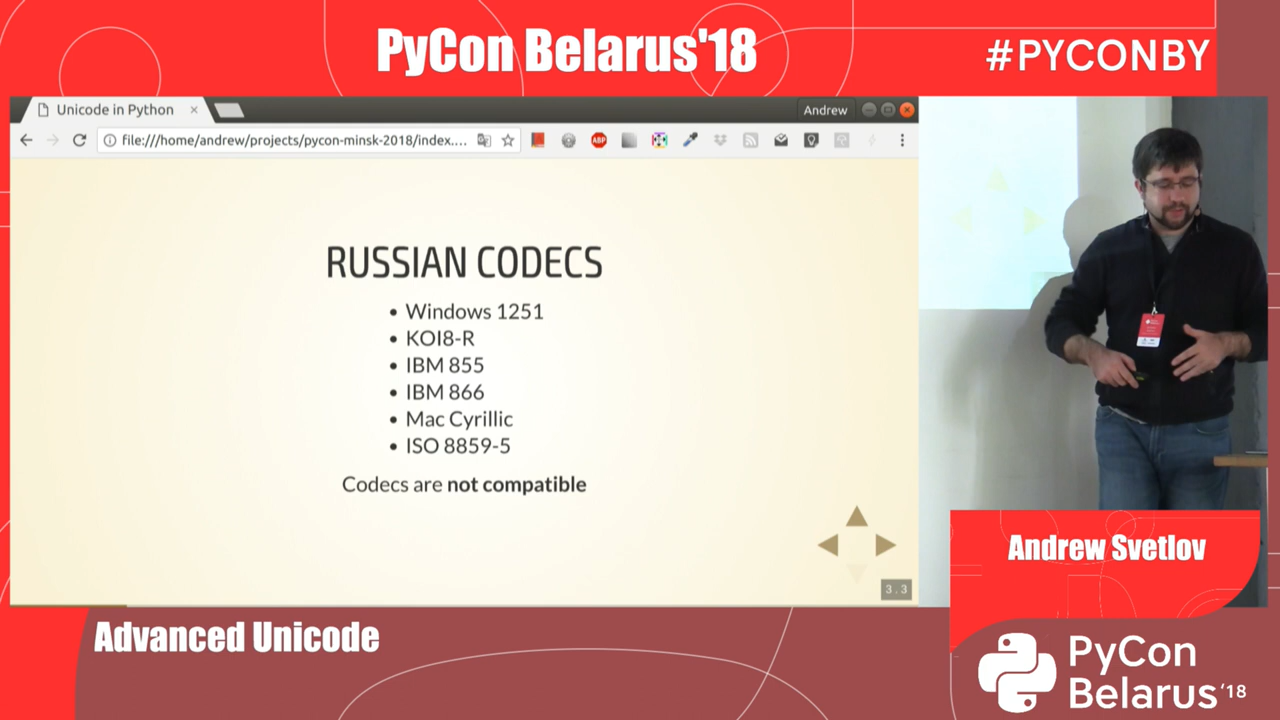 PyCon Belarus'18
#PYCONBY
Unicode in Python
Andrew
file:///home/andrew/projects/pycon-minsk-2018/index....
ABP
RUSSIAN CODECS
Windows 1251
KOI8-R
IBM 855
IBM 866
Mac Cyrillic
ISO 8859-5
Codecs are not compatible
3.3
Andrew Svetlov
Advanced Unicode
PyCon
Belarus '18